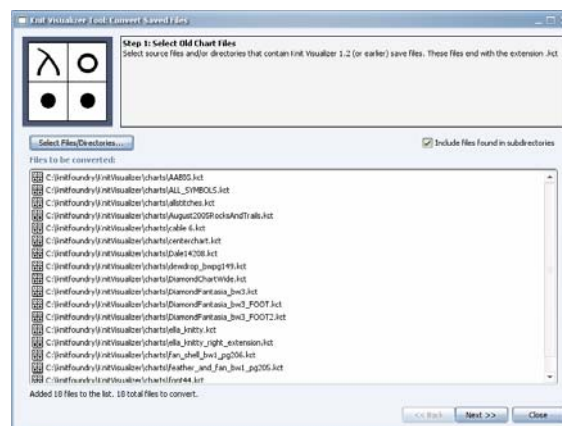 Knit Visualizer Tool: Convert Saved Files
Step 1: Select Old Chart Files
Select source files and/or directories that contain Knit Visualizer 1.2 (or earlier) save files. These files end with the extension .kct
Select Files/Directories...
Include files found in subdirectories
Files to be converted:
C:\knitfoundry\KnitVisualizer\charts\AABIS.kct
C:\knitfoundry\KnitVisualizer\charts\ALL_SYMBOLS.kct
C:\knitfoundry\KnitVisualizer\charts\allstitches.kct
C:\knitfoundry\KnitVisualizer\charts\August2005RocksAndTrails.kct
C:\knitfoundry\KnitVisualizer\charts\cable 6.kct
C:\knitfoundry\KnitVisualizer\charts\centerchart.kct
C:\knitfoundry\KnitVisualizer\charts\Dale14208.kct
C:\knitfoundry\KnitVisualizer\charts\dewdrop_bwpg149.kct
C:\knitfoundry\KnitVisualizer\charts\DiamondChartWide.kct
C:\knitfoundry\KnitVisualizer\charts\DiamondFantasia_bw3.kct
C:\knitfoundry\KnitVisualizer\charts\DiamondFantasia_bw3_FOOT.kct
C:\knitfoundry\KnitVisualizer\charts\DiamondFantasia_bw3_FOOT2.kct
C:\knitfoundry\KnitVisualizer\charts\ella_knitty.kct
C:\knitfoundry\KnitVisualizer\charts\ella_knitty_right_extension.kct
C:\knitfoundry\KnitVisualizer\charts\fan_shell_bw1_pg206.kct
C:\knitfoundry\KnitVisualizer\charts\feather_and_fan_bw1_pg205.kct
C:\knitfoundry\KnitVisualizer\charts\font44.kct
Added 18 files to the list. 18 total files to convert.
<< Back
Next >>
Close